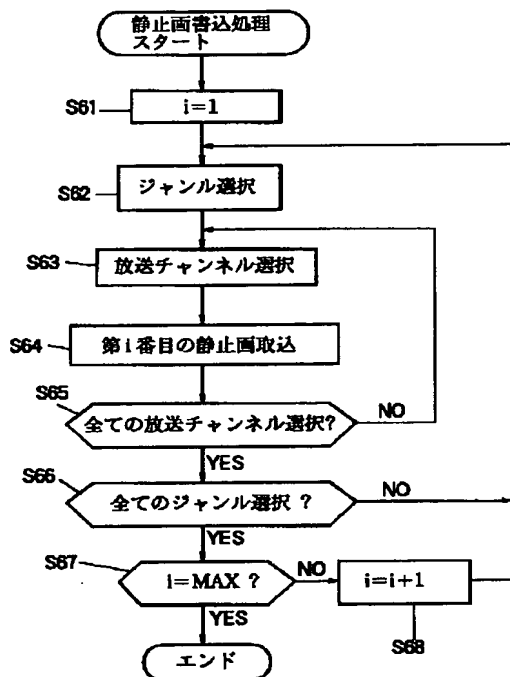 静止画書込処理
スタート
S61
i=1
S62
ジャンル選択
S63
放送チャンネル選択
S64
第i番目の静止画取込
S65
全ての放送チャンネル選択?
NO
YES
S66
全てのジャンル選択 ?
NO
YES
S67
i=MAX ?
NO
i=i+1
YES
S68
エンド